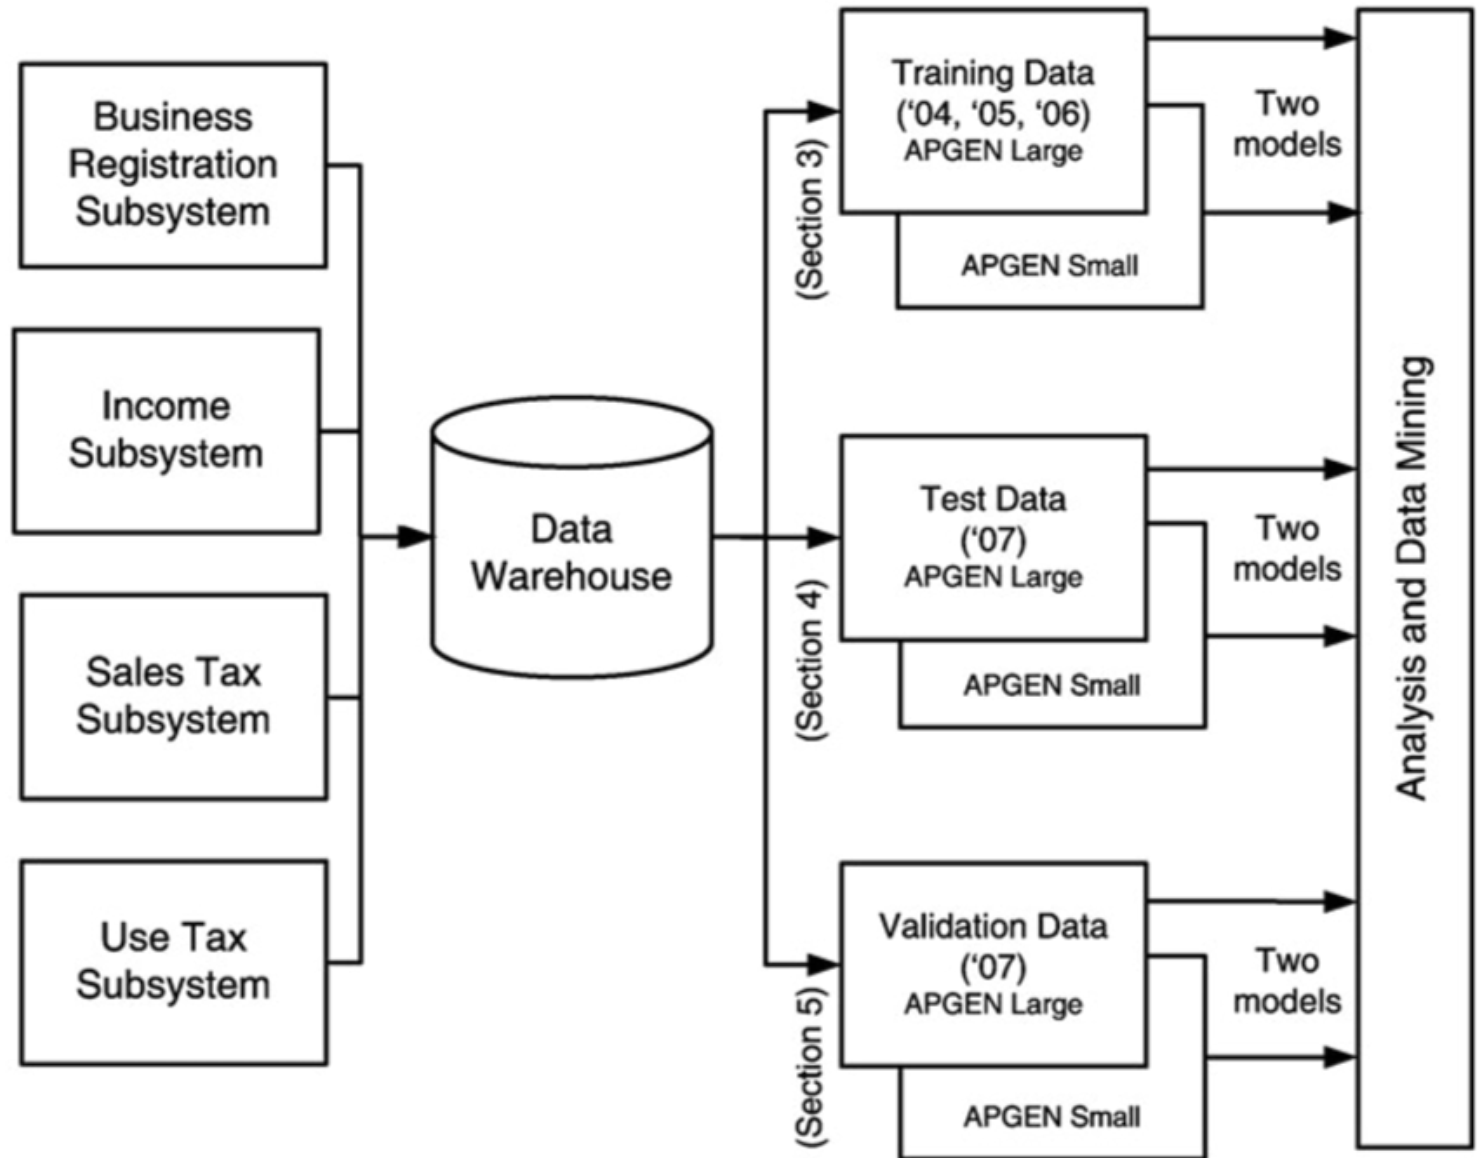 Business
Registration
Subsystem
Income
Subsystem
Sales Tax
Subsystem
Use Tax
Subsystem
Data
Warehouse
(Section 3)
Training Data
(‘04, ‘05, ‘06)
APGEN Large
APGEN Small
Two
models
(Section 4)
Test Data
(‘07)
APGEN Large
APGEN Small
Two
models
(Section 5)
Validation Data
(‘07)
APGEN Large
APGEN Small
Two
models
Analysis and Data Mining